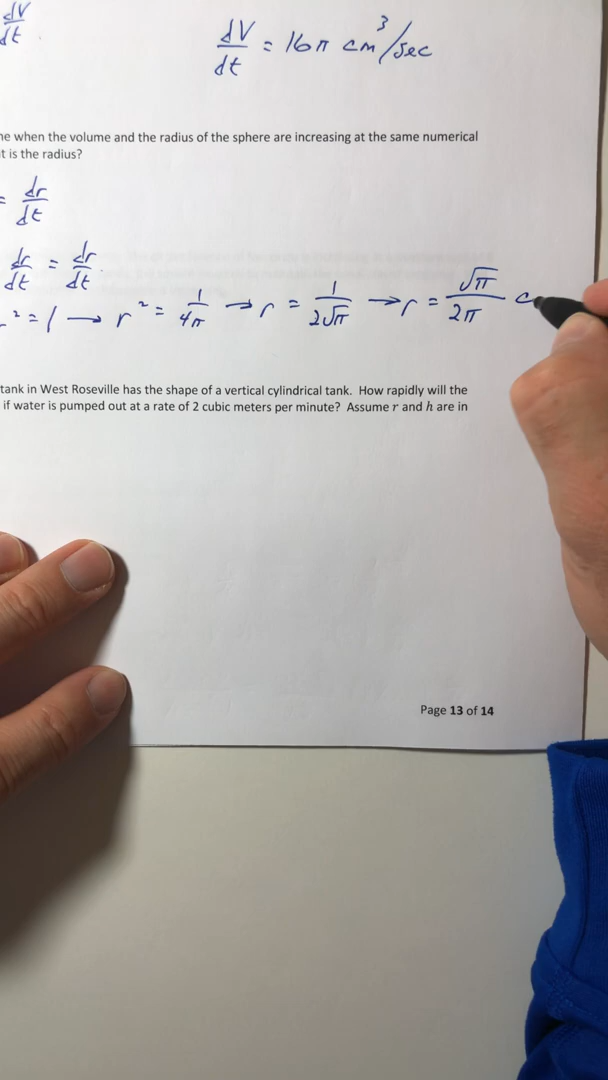 dV/dt
dV/dt = 16π cm³/sec
ne when the volume and the radius of the sphere are increasing at the same numerical
t is the radius?
= dr/dt
dr/dt = dr/dt
² = 1 → r² = 1/4π → r = 1/2√π → r = √π/2π c
tank in West Roseville has the shape of a vertical cylindrical tank. How rapidly will the
if water is pumped out at a rate of 2 cubic meters per minute? Assume r and h are in
Page 13 of 14